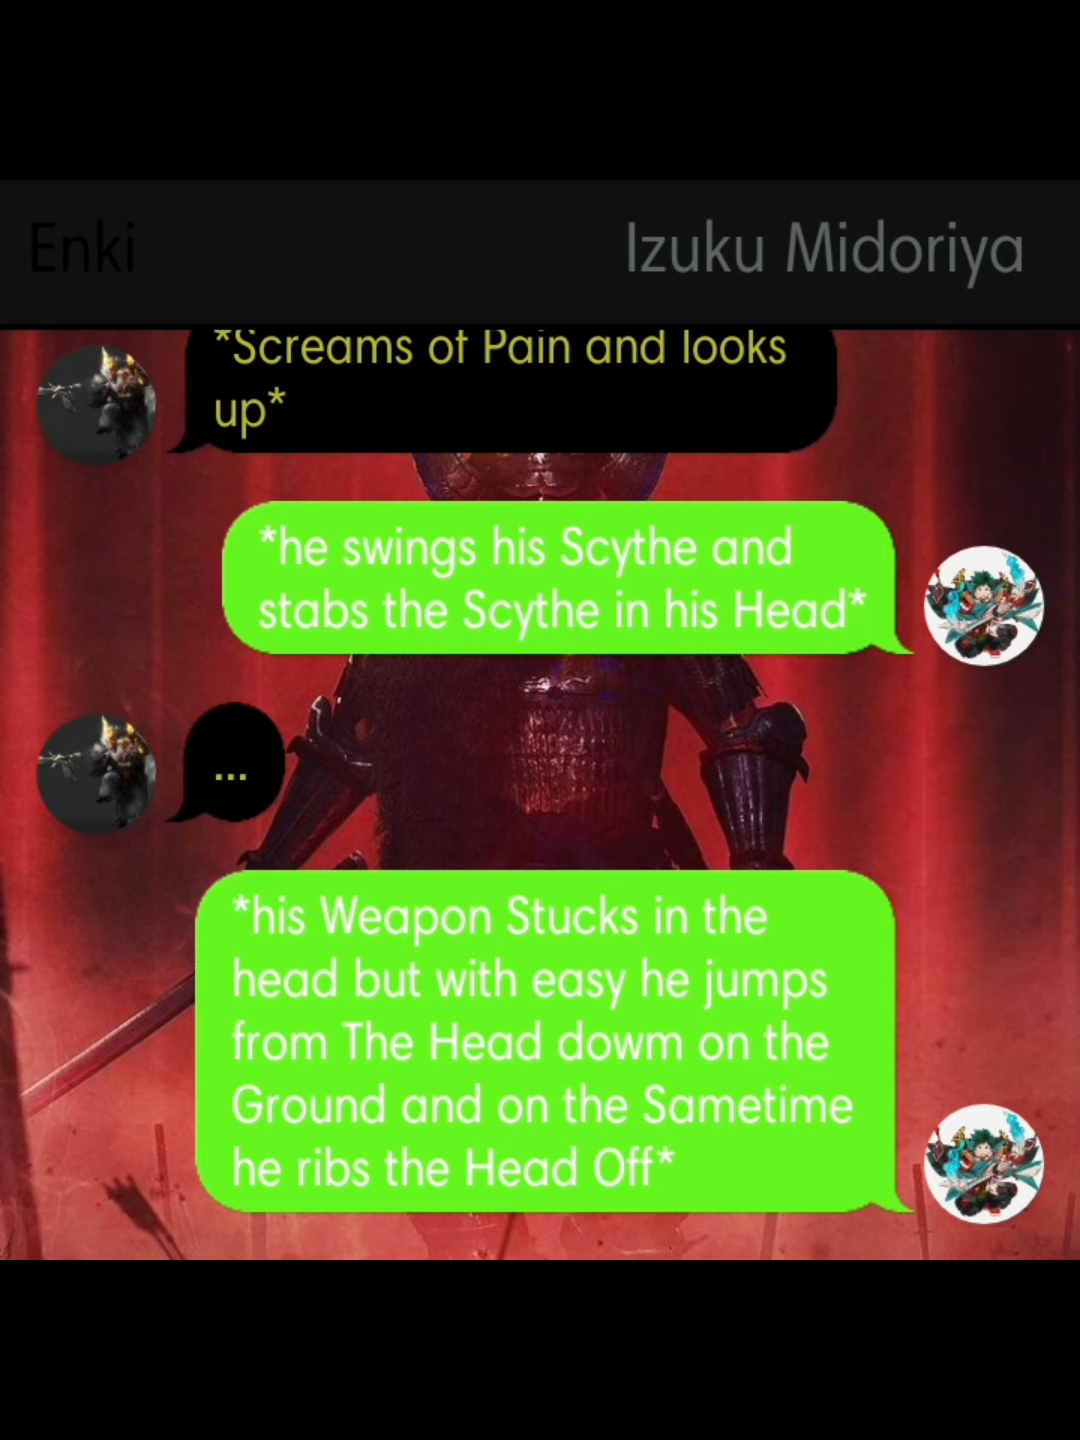 Enki
Izuku Midoriya
*Screams of Pain and looks
up*
*he swings his Scythe and
stabs the Scythe in his Head*
...
*his Weapon Stucks in the
head but with easy he jumps
from The Head dowm on the
Ground and on the Sametime
he ribs the Head Off*